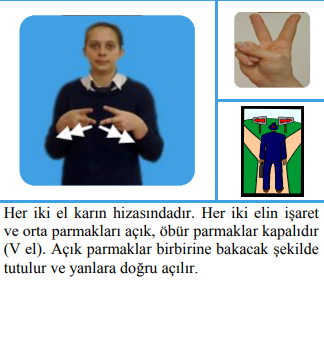 Her iki el karın hizasındadır. Her iki elin işaret
ve orta parmakları açık, öbür parmaklar kapalıdır
(V el). Açık parmaklar birbirine bakacak şekilde
tutulur ve yanlara doğru açılır.